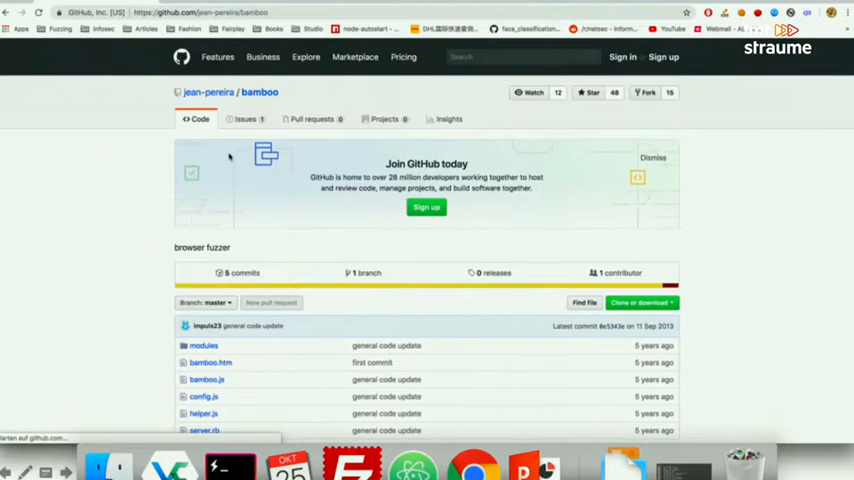 GitHub, Inc. [US] https://github.com/jean-pereira/bamboo
Apps Fuzzing Infosec Articles Fashion Fairplay Books Studio node-autostart | ... face_classification... r/netsec - Inform... YouTube
straume
Features Business Explore Marketplace Pricing Search Sign in Sign up
jean-pereira / bamboo Watch 12 Star 48 Fork 15
Code Issues 1 Pull requests 0 Projects 0 Insights
Join GitHub today Dismiss
GitHub is home to over 28 million developers working together to host
and review code, manage projects, and build software together.
Sign up
browser fuzzer
5 commits 1 branch 0 releases 1 contributor
Branch: master New pull request Find file Clone or download
impuls23 general code update Latest commit 0e5343e on 11 Sep 2013
modules general code update 5 years ago
bamboo.htm first commit 5 years ago
bamboo.js general code update 5 years ago
config.js general code update 5 years ago
helper.js general code update 5 years ago
server.rb general code update 5 years ago
arten auf github.com...
OKT
25